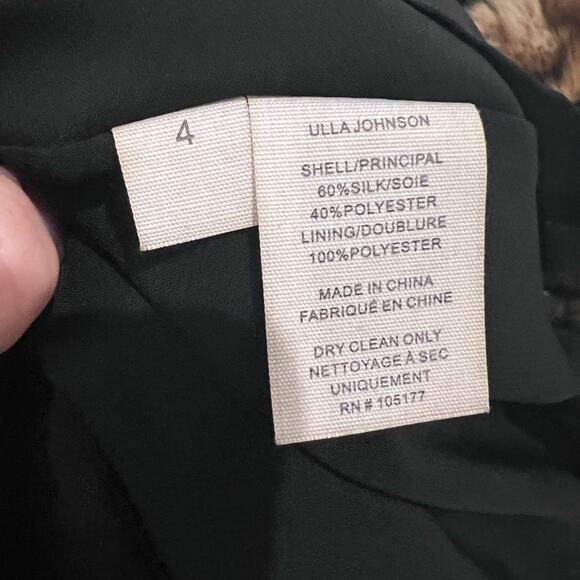 4
ULLA JOHNSON
SHELL/PRINCIPAL
60%SILK/SOIE
40%POLYESTER
LINING/DOUBLURE
100%POLYESTER
MADE IN CHINA
FABRIQUÉ EN CHINE
DRY CLEAN ONLY
NETTOYAGE À SEC
UNIQUEMENT
RN # 105177